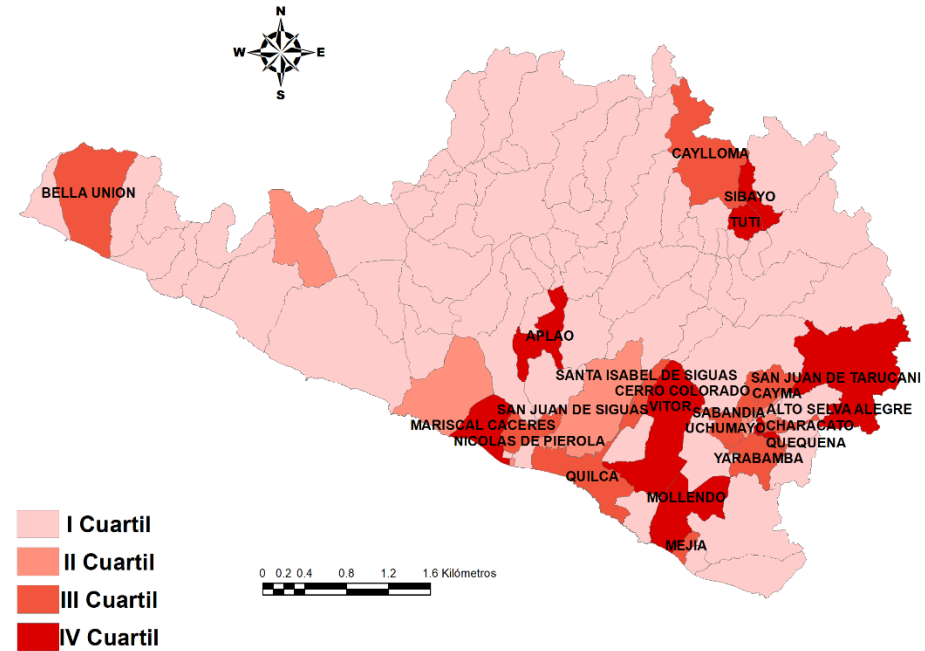 N
W E
S
CAYLLOMA
BELLA UNION
SIBAYO
TUTI
APLAO
SANTA ISABEL DE SIGUAS
SAN JUAN DE TARUCANI
CERRO COLORADO
CAYMA
SAN JUAN DE SIGUAS
VITOR
SABANDIA
ALTO SELVA ALEGRE
MARISCAL CACERES
UCHUMAYO
CHARACATO
NICOLAS DE PIEROLA
QUEQUENA
YARABAMBA
QUILCA
MOLLENDO
MEJIA
I Cuartil
II Cuartil
III Cuartil
IV Cuartil
0 0.2 0.4 0.8 1.2 1.6 Kilómetros